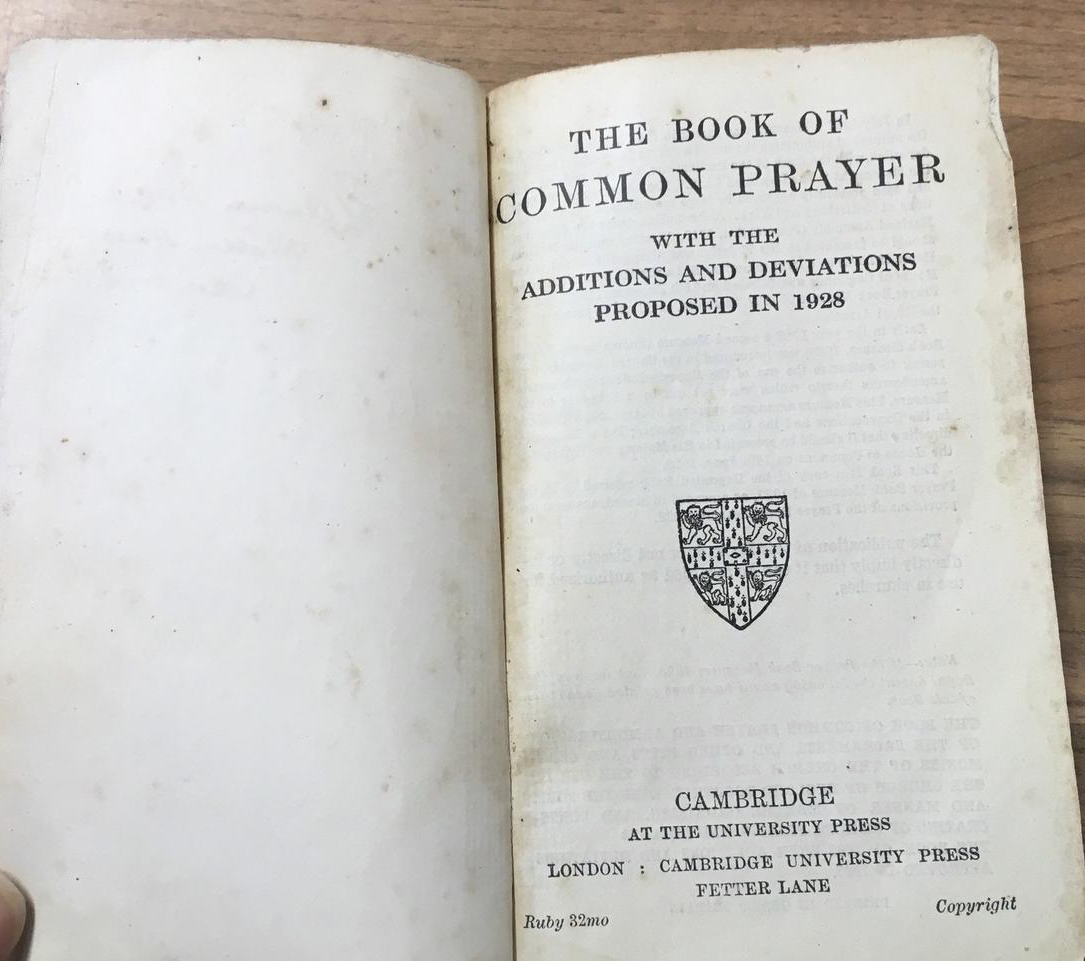 THE BOOK OF
COMMON PRAYER
WITH THE
ADDITIONS AND DEVIATIONS
PROPOSED IN 1928
CAMBRIDGE
AT THE UNIVERSITY PRESS
LONDON : CAMBRIDGE UNIVERSITY PRESS
FETTER LANE
Ruby 32mo
Copyright